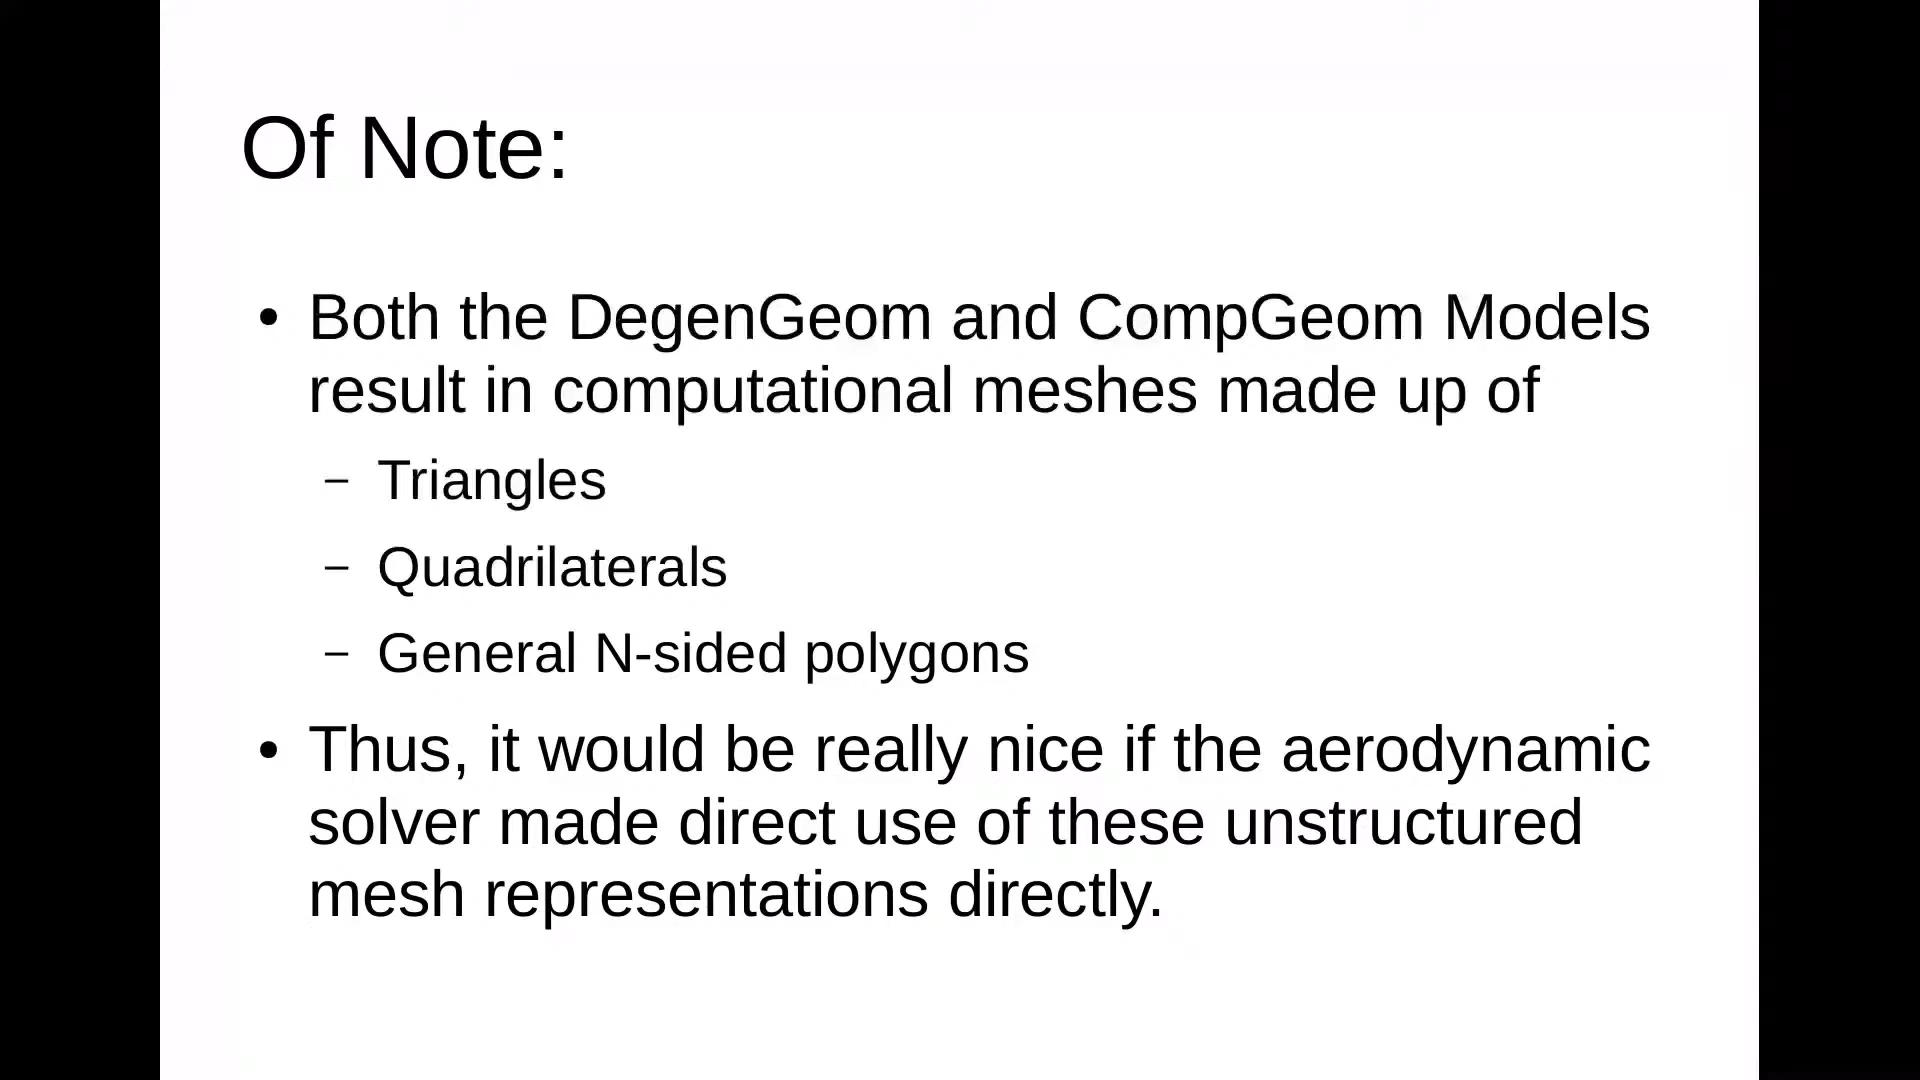 Of Note:
• Both the DegenGeom and CompGeom Models
result in computational meshes made up of
– Triangles
– Quadrilaterals
– General N-sided polygons
• Thus, it would be really nice if the aerodynamic
solver made direct use of these unstructured
mesh representations directly.